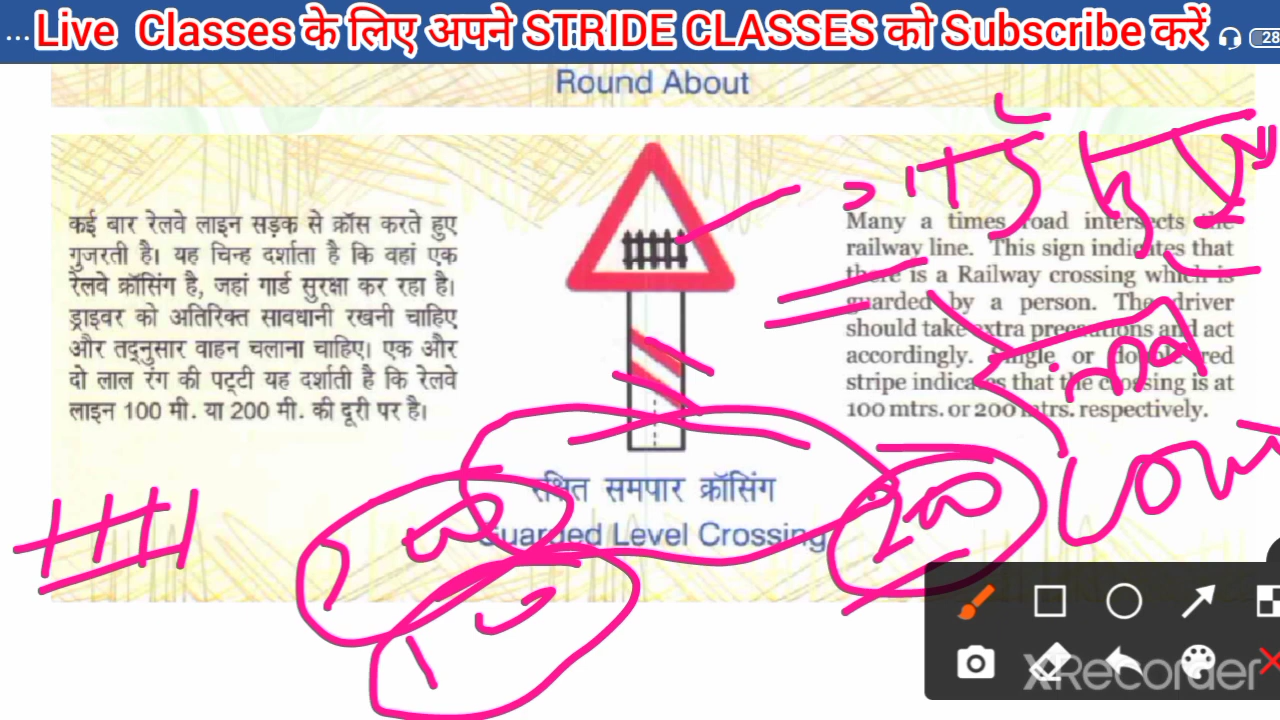 ... Live Classes के लिए अपने STRIDE CLASSES को Subscribe करें 28
Round About
कई बार रेलवे लाइन सड़क से क्रॉस करते हुए
गुजरती है। यह चिन्ह दर्शाता है कि वहां एक
रेलवे क्रॉसिंग है, जहां गार्ड सुरक्षा कर रहा है।
ड्राइवर को अतिरिक्त सावधानी रखनी चाहिए
और तद्नुसार वाहन चलाना चाहिए। एक और
दो लाल रंग की पट्टी यह दर्शाती है कि रेलवे
लाइन 100 मी. या 200 मी. की दूरी पर है।
Many a times road intersects the
railway line. This sign indicates that
there is a Railway crossing which is
guarded by a person. The driver
should take extra precautions and act
accordingly. Single or double red
stripe indicates that the crossing is at
100 mtrs. or 200 mtrs. respectively.
रक्षित समपार क्रॉसिंग
Guarded Level Crossing
200
XRecorder